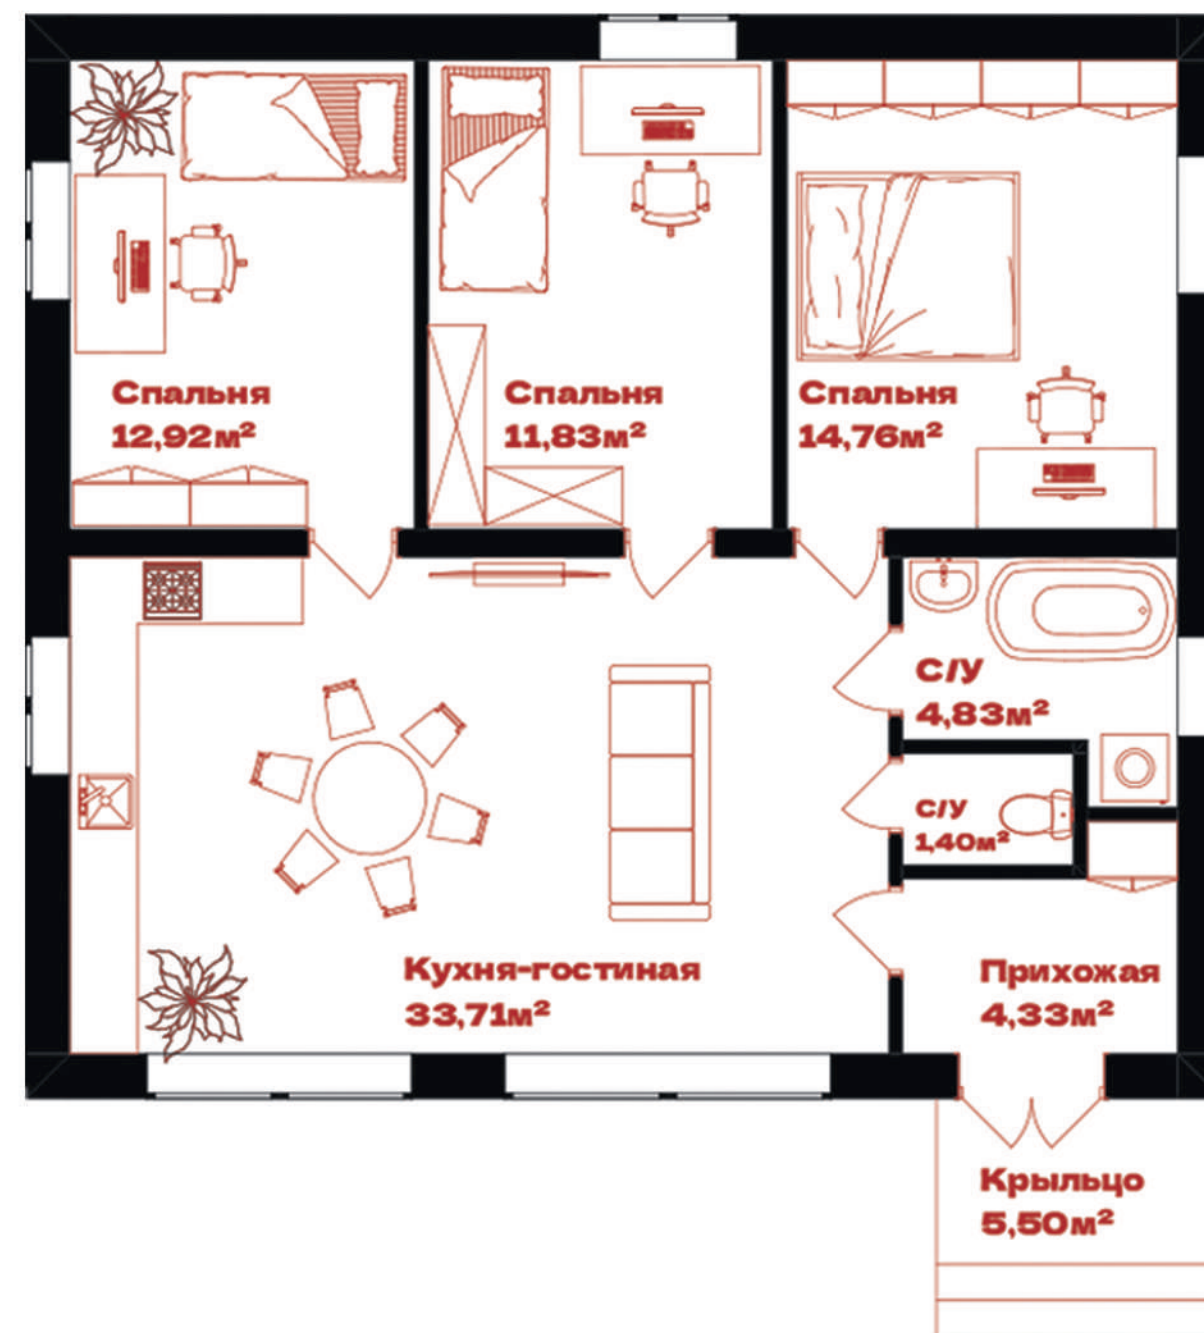 Спальня
12,92м²
Спальня
11,83м²
Спальня
14,76м²
С/У
4,83м²
С/У
1,40м²
Кухня-гостиная
33,71м²
Прихожая
4,33м²
Крыльцо
5,50м²